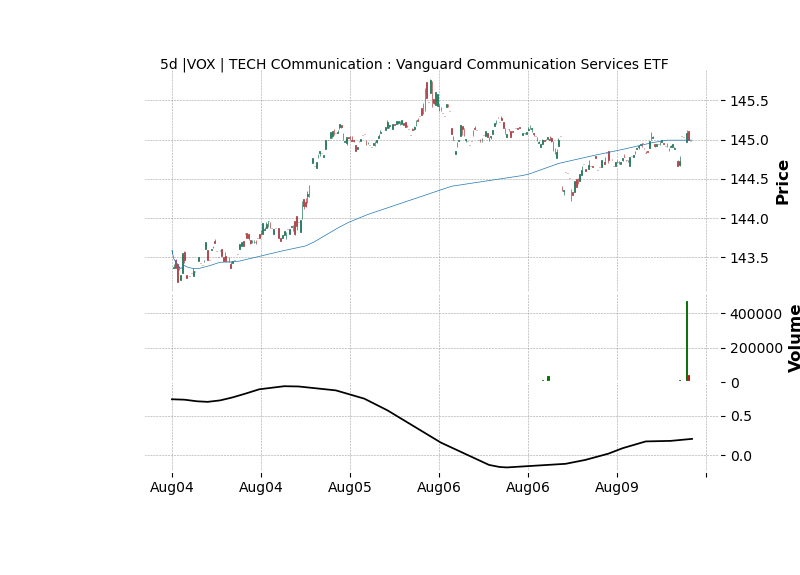 5d |VOX | TECH COmmunication : Vanguard Communication Services ETF
145.5
145.0
144.5
144.0
143.5
Price
400000
200000
0
Volume
0.5
0.0
Aug04 Aug04 Aug05 Aug06 Aug06 Aug09